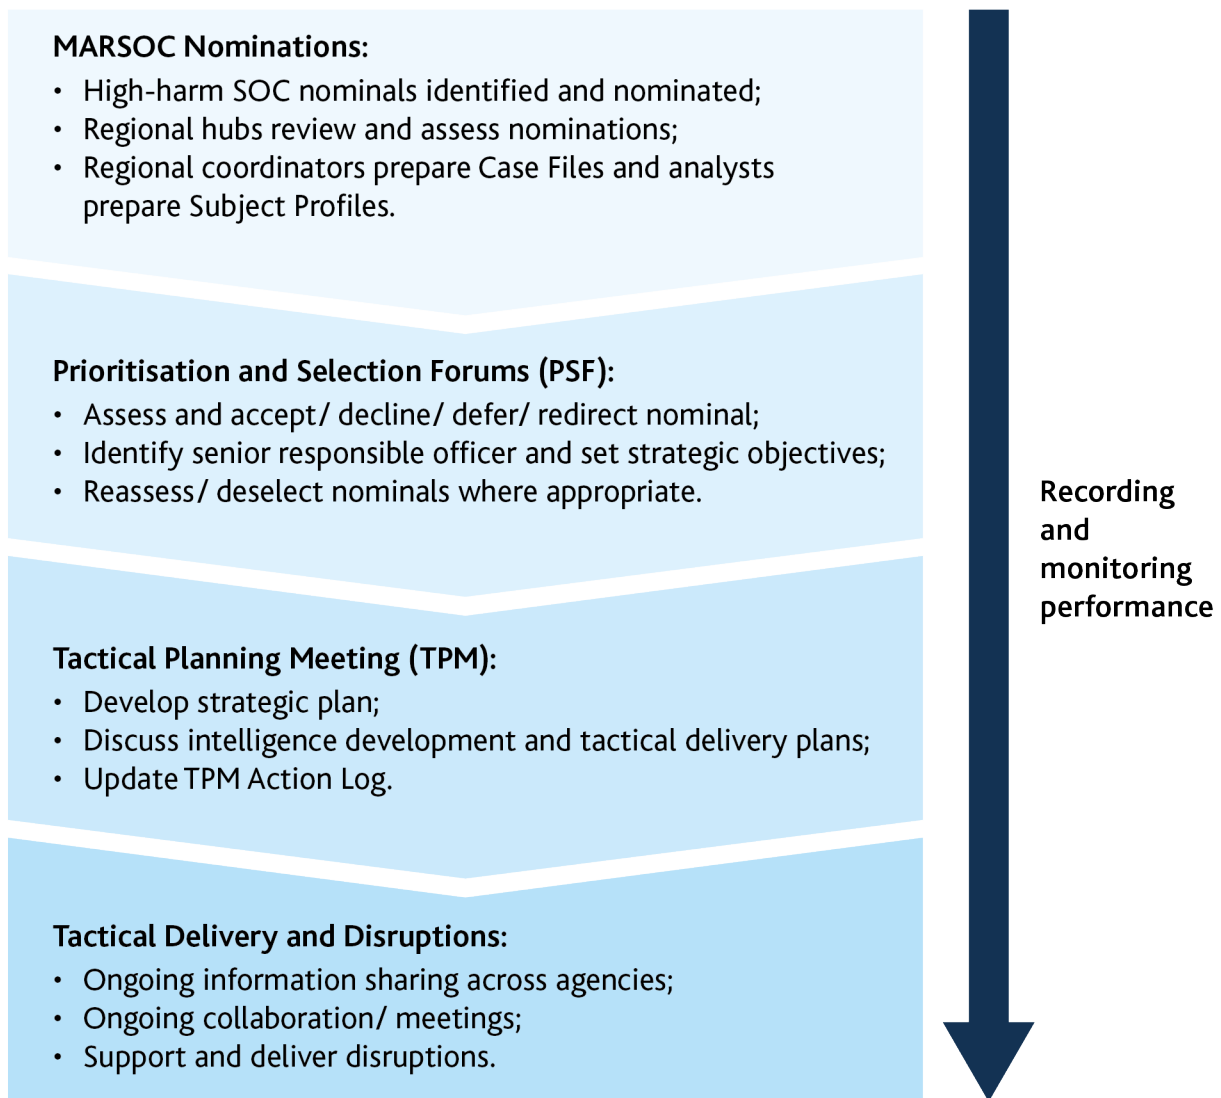 MARSOC Nominations:
• High-harm SOC nominals identified and nominated;
• Regional hubs review and assess nominations;
• Regional coordinators prepare Case Files and analysts
prepare Subject Profiles.
Prioritisation and Selection Forums (PSF):
• Assess and accept/ decline/ defer/ redirect nominal;
• Identify senior responsible officer and set strategic objectives;
• Reassess/ deselect nominals where appropriate.
Tactical Planning Meeting (TPM):
• Develop strategic plan;
• Discuss intelligence development and tactical delivery plans;
• Update TPM Action Log.
Tactical Delivery and Disruptions:
• Ongoing information sharing across agencies;
• Ongoing collaboration/ meetings;
• Support and deliver disruptions.
Recording
and
monitoring
performance